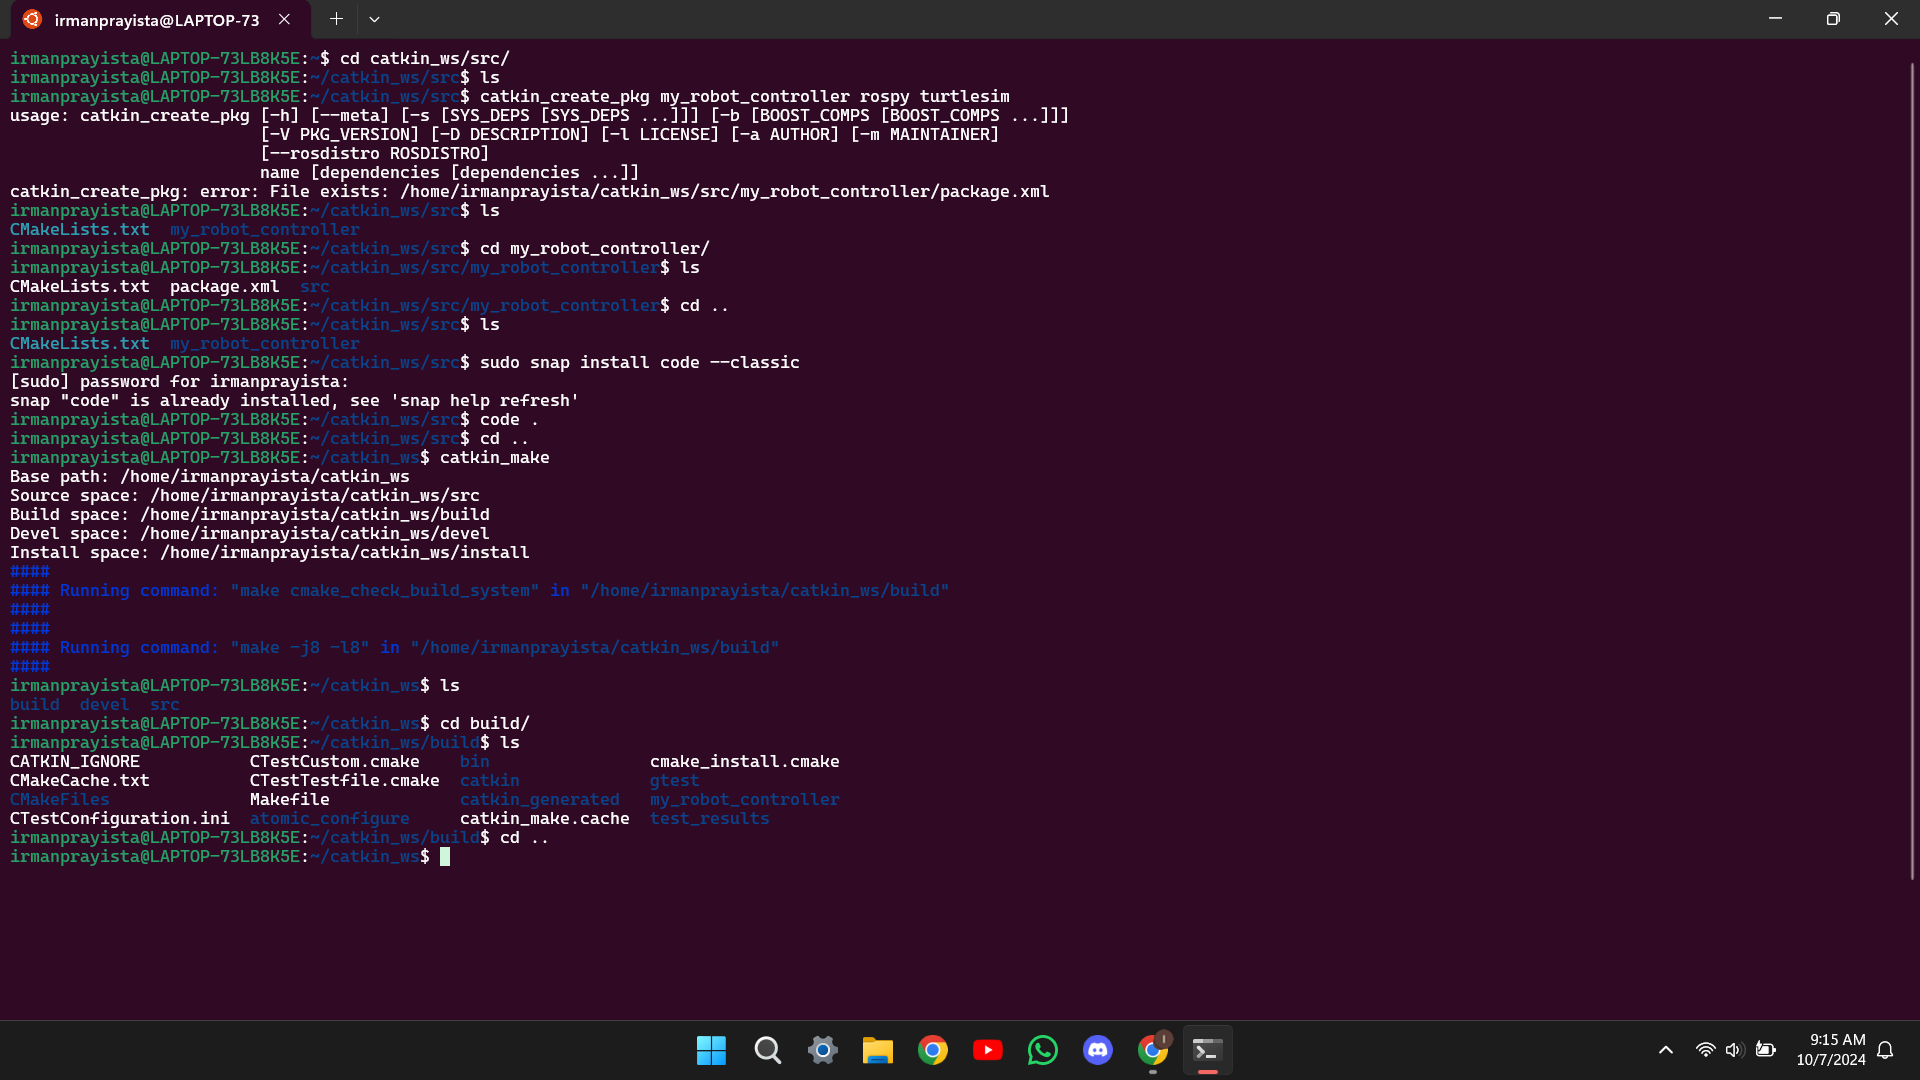 irmanprayista@LAPTOP-73
irmanprayista@LAPTOP-73LB8K5E:~$ cd catkin_ws/src/
irmanprayista@LAPTOP-73LB8K5E:~/catkin_ws/src$ ls
irmanprayista@LAPTOP-73LB8K5E:~/catkin_ws/src$ catkin_create_pkg my_robot_controller rospy turtlesim
usage: catkin_create_pkg [-h] [--meta] [-s [SYS_DEPS [SYS_DEPS ...]]] [-b [BOOST_COMPS [BOOST_COMPS ...]]]
[-V PKG_VERSION] [-D DESCRIPTION] [-l LICENSE] [-a AUTHOR] [-m MAINTAINER]
[--rosdistro ROSDISTRO]
name [dependencies [dependencies ...]]
catkin_create_pkg: error: File exists: /home/irmanprayista/catkin_ws/src/my_robot_controller/package.xml
irmanprayista@LAPTOP-73LB8K5E:~/catkin_ws/src$ ls
CMakeLists.txt my_robot_controller
irmanprayista@LAPTOP-73LB8K5E:~/catkin_ws/src$ cd my_robot_controller/
irmanprayista@LAPTOP-73LB8K5E:~/catkin_ws/src/my_robot_controller$ ls
CMakeLists.txt package.xml src
irmanprayista@LAPTOP-73LB8K5E:~/catkin_ws/src/my_robot_controller$ cd ..
irmanprayista@LAPTOP-73LB8K5E:~/catkin_ws/src$ ls
CMakeLists.txt my_robot_controller
irmanprayista@LAPTOP-73LB8K5E:~/catkin_ws/src$ sudo snap install code --classic
[sudo] password for irmanprayista:
snap "code" is already installed, see 'snap help refresh'
irmanprayista@LAPTOP-73LB8K5E:~/catkin_ws/src$ code .
irmanprayista@LAPTOP-73LB8K5E:~/catkin_ws/src$ cd ..
irmanprayista@LAPTOP-73LB8K5E:~/catkin_ws$ catkin_make
Base path: /home/irmanprayista/catkin_ws
Source space: /home/irmanprayista/catkin_ws/src
Build space: /home/irmanprayista/catkin_ws/build
Devel space: /home/irmanprayista/catkin_ws/devel
Install space: /home/irmanprayista/catkin_ws/install
####
#### Running command: "make cmake_check_build_system" in "/home/irmanprayista/catkin_ws/build"
####
####
#### Running command: "make -j8 -l8" in "/home/irmanprayista/catkin_ws/build"
####
irmanprayista@LAPTOP-73LB8K5E:~/catkin_ws$ ls
build devel src
irmanprayista@LAPTOP-73LB8K5E:~/catkin_ws$ cd build/
irmanprayista@LAPTOP-73LB8K5E:~/catkin_ws/build$ ls
CATKIN_IGNORE CTestCustom.cmake bin cmake_install.cmake
CMakeCache.txt CTestTestfile.cmake catkin gtest
CMakeFiles Makefile catkin_generated my_robot_controller
CTestConfiguration.ini atomic_configure catkin_make.cache test_results
irmanprayista@LAPTOP-73LB8K5E:~/catkin_ws/build$ cd ..
irmanprayista@LAPTOP-73LB8K5E:~/catkin_ws$
9:15 AM
10/7/2024